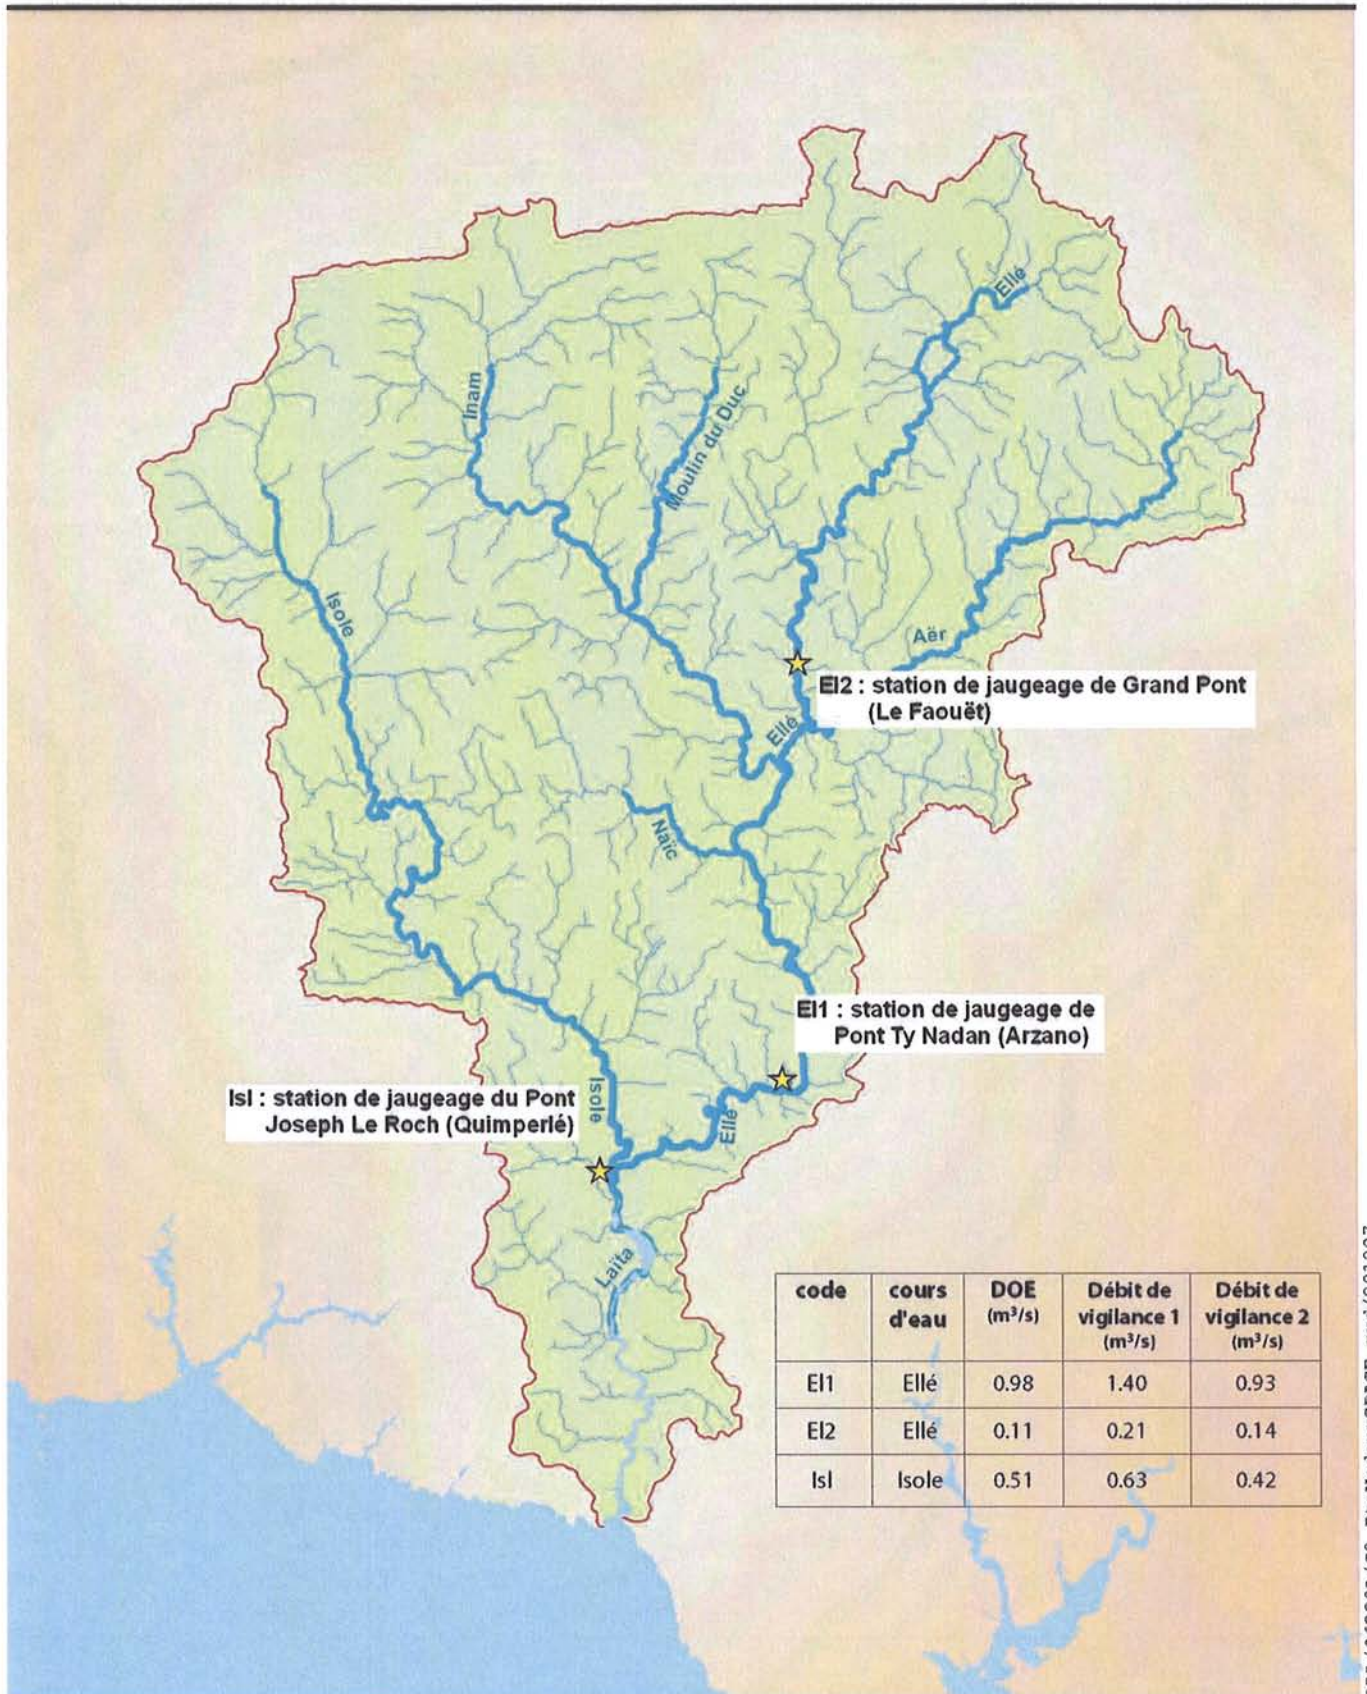 Ellé
Inam
Moulin du Duc
Isole
Aër
El2 : station de jaugeage de Grand Pont
(Le Faouët)
Ellé
Naïc
El1 : station de jaugeage de
Pont Ty Nadan (Arzano)
Isl : station de jaugeage du Pont
Joseph Le Roch (Quimperlé)
Isole
Ellé
Laïta
code cours d'eau DOE (m³/s) Débit de vigilance 1 (m³/s) Débit de vigilance 2 (m³/s)
El1 Ellé 0.98 1.40 0.93
El2 Ellé 0.11 0.21 0.14
Isl Isole 0.51 0.63 0.42